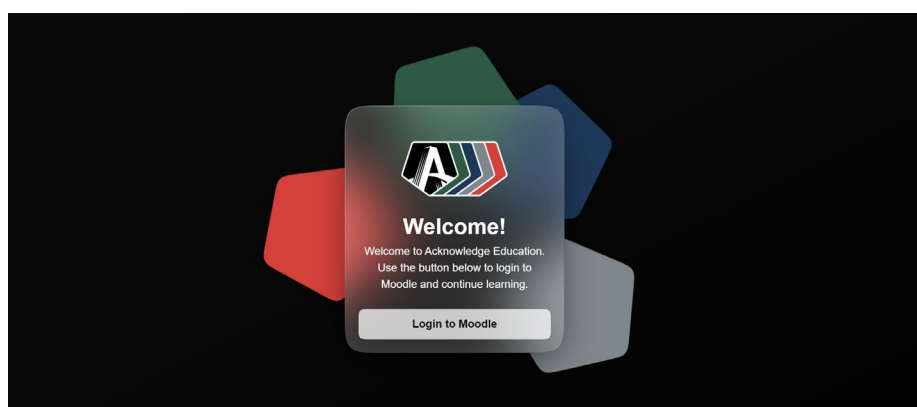 A
Welcome!
Welcome to Acknowledge Education.
Use the button below to login to
Moodle and continue learning.
Login to Moodle